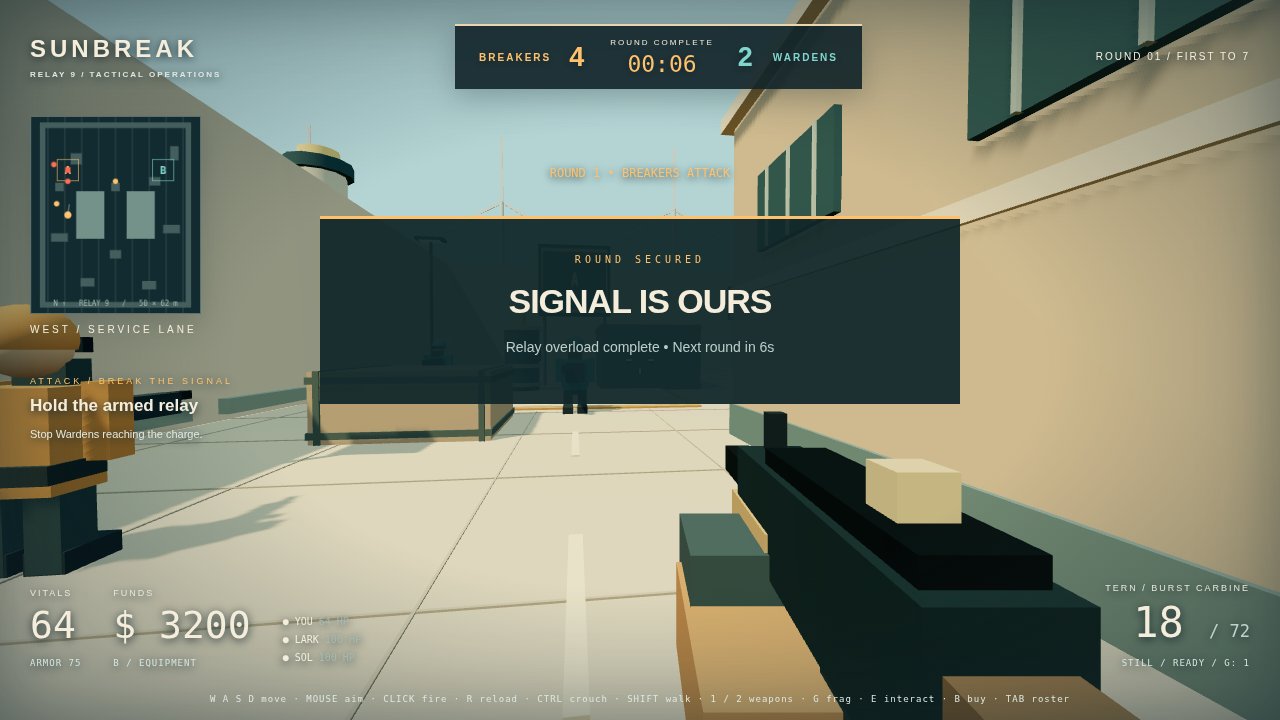 SUNBREAK
RELAY 9 / TACTICAL OPERATIONS
BREAKERS 4
ROUND COMPLETE
00:06
2 WARDENS
ROUND 01 / FIRST TO 7
A
B
N ↑ RELAY 9 / 50 × 62 m
WEST / SERVICE LANE
ROUND 1 • BREAKERS ATTACK
ROUND SECURED
SIGNAL IS OURS
Relay overload complete • Next round in 6s
ATTACK / BREAK THE SIGNAL
Hold the armed relay
Stop Wardens reaching the charge.
VITALS
64
ARMOR 75
FUNDS
$ 3200
B / EQUIPMENT
● YOU 64 HP
● LARK 100 HP
● SOL 100 HP
TERN / BURST CARBINE
18 / 72
STILL / READY / G: 1
W A S D move · MOUSE aim · CLICK fire · R reload · CTRL crouch · SHIFT walk · 1 / 2 weapons · G frag · E interact · B buy · TAB roster